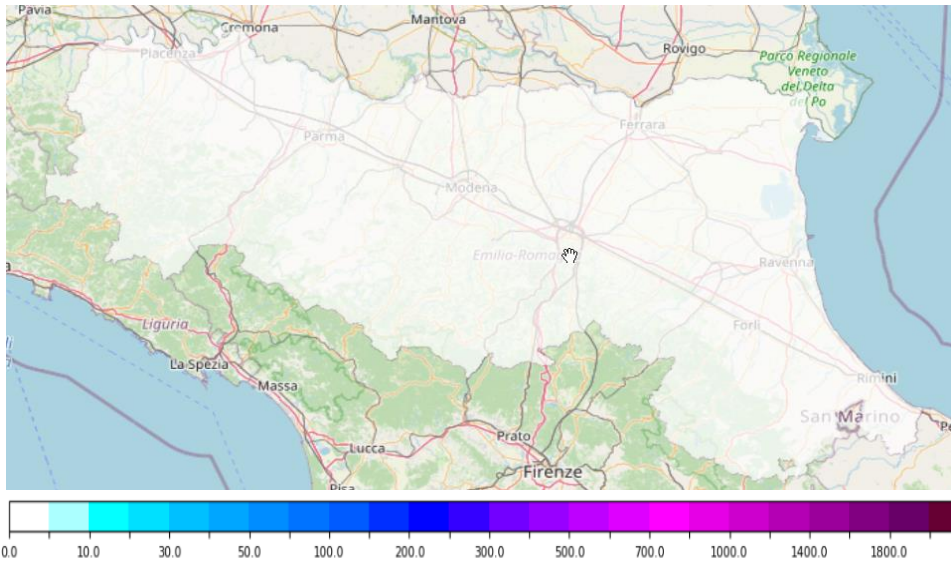 Pavia
Cremona
Mantova
Piacenza
Rovigo
Parco Regionale
Veneto
del Delta
del Po
Parma
Ferrara
Modena
Emilia-Roma
Ravenna
Liguria
Forlì
La Spezia
Massa
Rimini
San Marino
Lucca
Prato
Firenze
0.0 10.0 30.0 50.0 100.0 200.0 300.0 500.0 700.0 1000.0 1400.0 1800.0